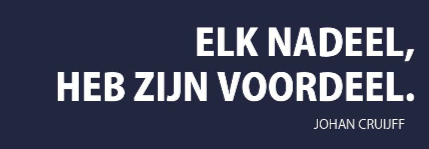 ELK NADEEL,
HEB ZIJN VOORDEEL.
JOHAN CRUIJFF